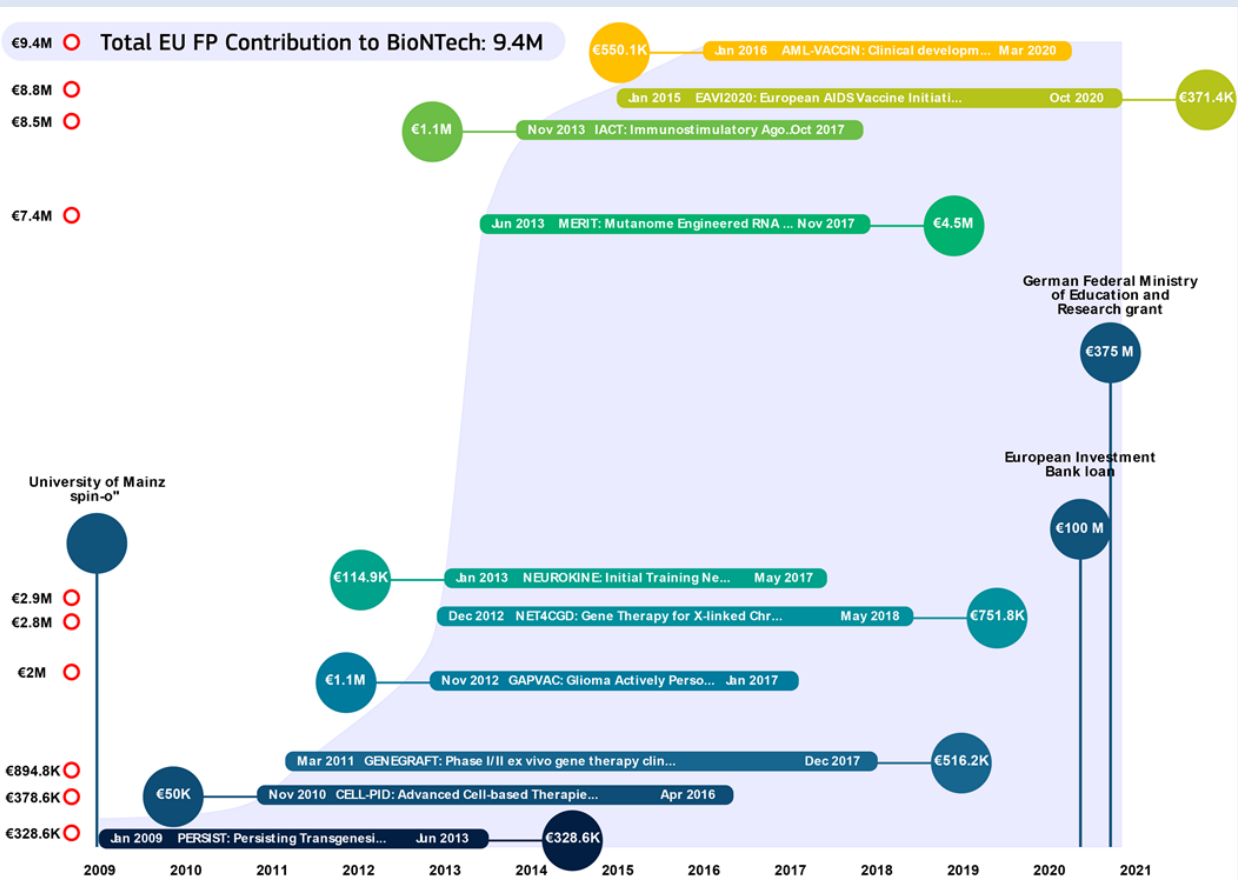 €9.4M
Total EU FP Contribution to BioNTech: 9.4M
€550.1K
Jan 2016 AML-VACCiN: Clinical developm... Mar 2020
€8.8M
Jan 2015 EAVI2020: European AIDS Vaccine Initiati... Oct 2020
€371.4K
€8.5M
€1.1M
Nov 2013 IACT: Immunostimulatory Ago..Oct 2017
€7.4M
Jun 2013 MERIT: Mutanome Engineered RNA ... Nov 2017
€4.5M
German Federal Ministry
of Education and
Research grant
€375 M
European Investment
Bank loan
€100 M
University of Mainz
spin-o"
€114.9K
Jan 2013 NEUROKINE: Initial Training Ne... May 2017
€2.9M
€2.8M
Dec 2012 NET4CGD: Gene Therapy for X-linked Chr... May 2018
€751.8K
€2M
€1.1M
Nov 2012 GAPVAC: Glioma Actively Perso... Jan 2017
Mar 2011 GENEGRAFT: Phase I/II ex vivo gene therapy clin... Dec 2017
€516.2K
€894.8K
€378.6K
€50K
Nov 2010 CELL-PID: Advanced Cell-based Therapie... Apr 2016
€328.6K
Jan 2009 PERSIST: Persisting Transgenesi... Jun 2013
€328.6K
2009 2010 2011 2012 2013 2014 2015 2016 2017 2018 2019 2020 2021